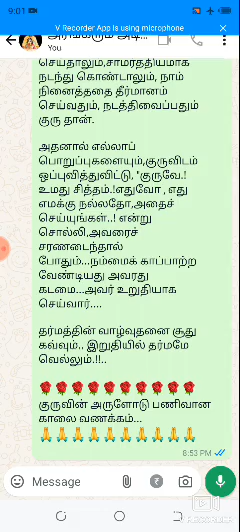 9:01
V Recorder App is using microphone
You
செய்தாலும்,சாமர்த்தியமாக
நடந்து கொண்டாலும், நாம்
நினைத்ததை தீர்மானம்
செய்வதும், நடத்திவைப்பதும்
குரு தான்.
அதனால் எல்லாப்
பொறுப்புகளையும்,குருவிடம்
ஒப்புவித்துவிட்டு, "குருவே.!
உமது சித்தம்.!எதுவோ , எது
எமக்கு நல்லதோ,அதைச்
செய்யுங்கள்..! என்று
சொல்லி,அவரைச்
சரணடைந்தால்
போதும்...நம்மைக் காப்பாற்ற
வேண்டியது அவரது
கடமை...அவர் உறுதியாக
செய்வார்....
தர்மத்தின் வாழ்வுதனை சூது
கவ்வும்.. இறுதியில் தர்மமே
வெல்லும்.!!..
🌹🌹🌹🌹🌹🌹🌹🌹🌹🌹
குருவின் அருளோடு பணிவான
காலை வணக்கம்...
🙏🙏🙏🙏🙏🙏🙏🙏🙏🙏
8:53 PM
Message